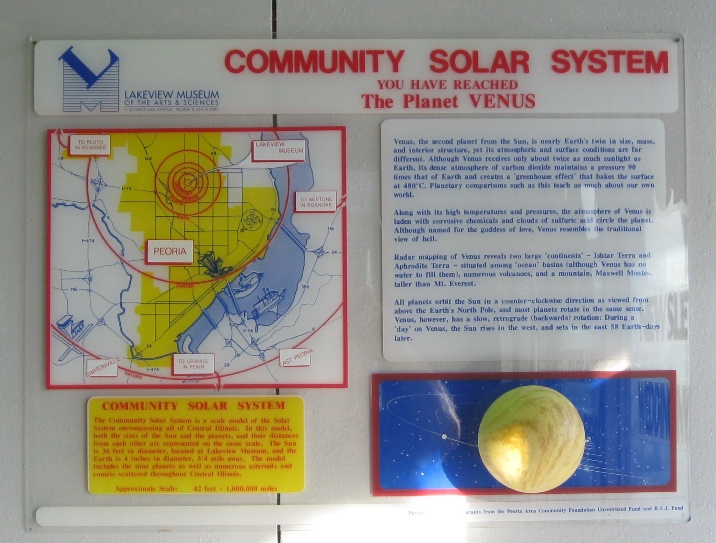 COMMUNITY SOLAR SYSTEM
YOU HAVE REACHED
The Planet VENUS
LAKEVIEW MUSEUM
OF THE ARTS & SCIENCES
TO PLUTO
IN KEWANEE
LAKEVIEW
MUSEUM
TO NEPTUNE
IN ROANOKE
PEORIA
BARTONVILLE
TO URANUS
IN PEKIN
EAST PEORIA
Venus, the second planet from the Sun, is nearly Earth's twin in size, mass,
and interior structure, yet its atmospheric and surface conditions are far
different. Although Venus receives only about twice as much sunlight as
Earth, its dense atmosphere of carbon dioxide maintains a pressure 90
times that of Earth and creates a "greenhouse effect" that bakes the surface
at 480°C. Planetary comparisons such as this teach us much about our own
world.
Along with its high temperatures and pressures, the atmosphere of Venus is
laden with corrosive chemicals and clouds of sulfuric acid circle the planet.
Although named for the goddess of love, Venus resembles the traditional
view of hell.
Radar mapping of Venus reveals two large "continents" - Ishtar Terra and
Aphrodite Terra - situated among "ocean" basins (although Venus has no
water to fill them), numerous volcanoes, and a mountain, Maxwell Montes,
taller than Mt. Everest.
All planets orbit the Sun in a counter-clockwise direction as viewed from
above the Earth's North Pole, and most planets rotate in the same sense.
Venus, however, has a slow, retrograde (backwards) rotation: During a
"day" on Venus, the Sun rises in the west, and sets in the east 58 Earth-days
later.
COMMUNITY SOLAR SYSTEM
The Community Solar System is a scale model of the Solar
System encompassing all of Central Illinois. In this model,
both the sizes of the Sun and the planets, and their distances
from each other are represented on the same scale. The Sun
is 36 feet in diameter, located at Lakeview Museum, and the
Earth is 4 inches in diameter, 3/4 mile away. The model
includes the nine planets as well as numerous asteroids and
comets scattered throughout Central Illinois.
Approximate Scale: 42 feet - 1,000,000 miles
grants from the Peoria Area Community Foundation Unrestricted Fund and Fund